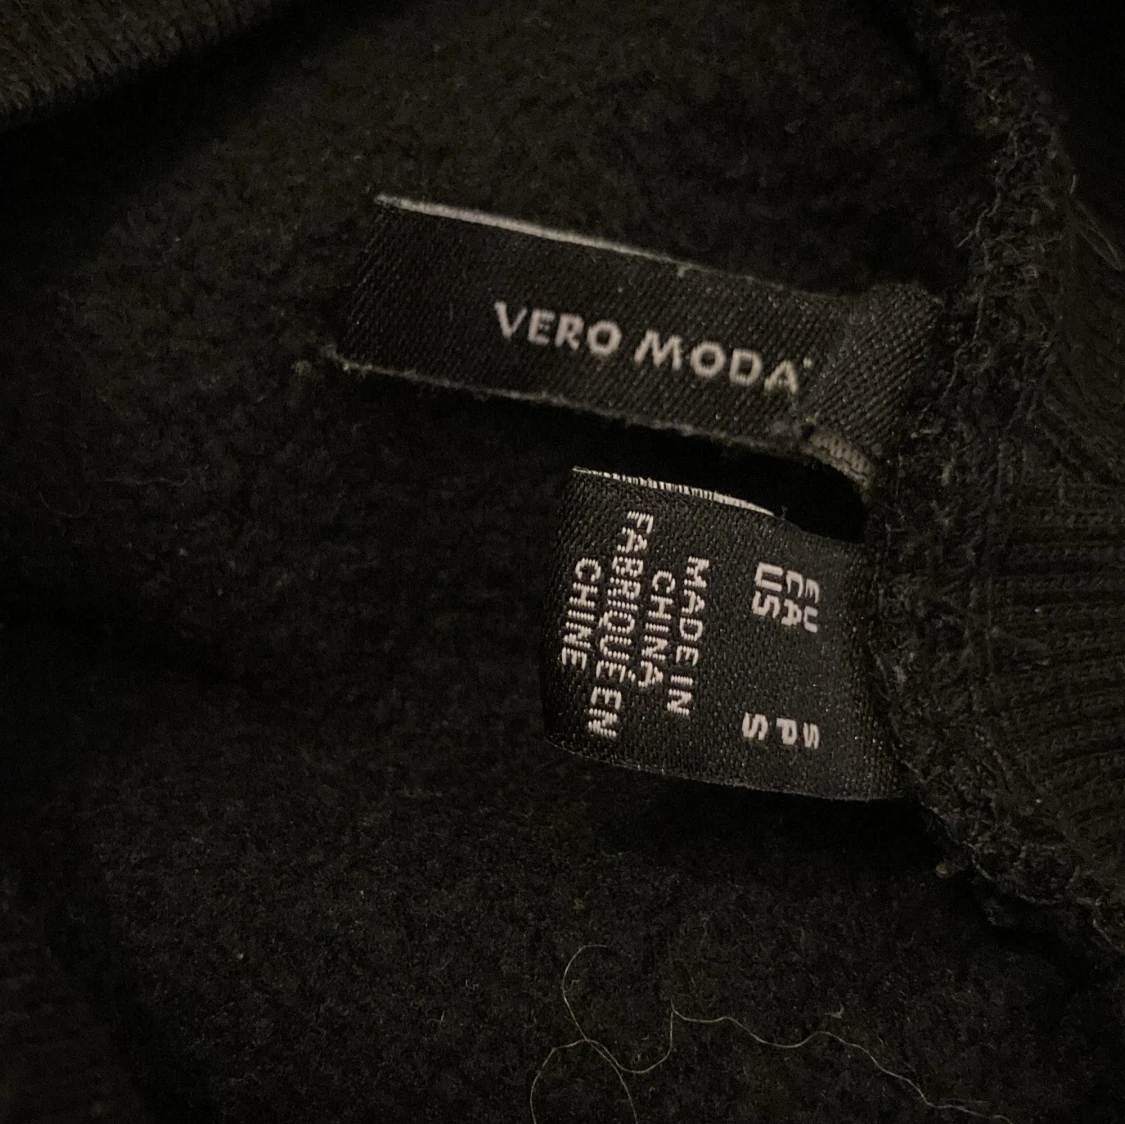 VERO MODA
EU S
CA P
US S
MADE IN
CHINA
FABRIQUÉ EN
CHINE